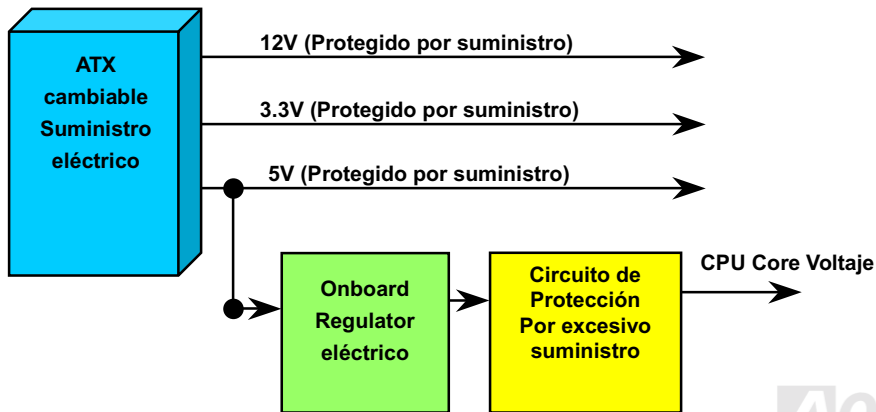 ATX
cambiable
Suministro
eléctrico
12V (Protegido por suministro)
3.3V (Protegido por suministro)
5V (Protegido por suministro)
Onboard
Regulator
eléctrico
Circuito de
Protección
Por excesivo
suministro
CPU Core Voltaje